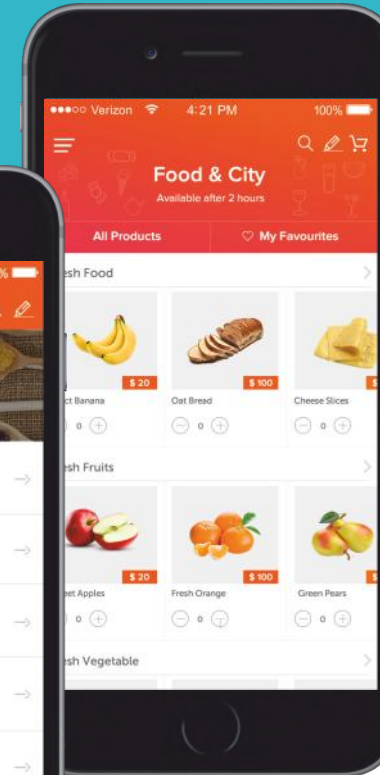 Verizon 4:21 PM 100%
Food & City
Available after 2 hours
All Products My Favourites
esh Food
$ 20 $ 100 $
ct Banana Oat Bread Cheese Slices
0 0 0
esh Fruits
$ 20 $ 100 $
eet Apples Fresh Orange Green Pears
0 0 0
esh Vegetable
%